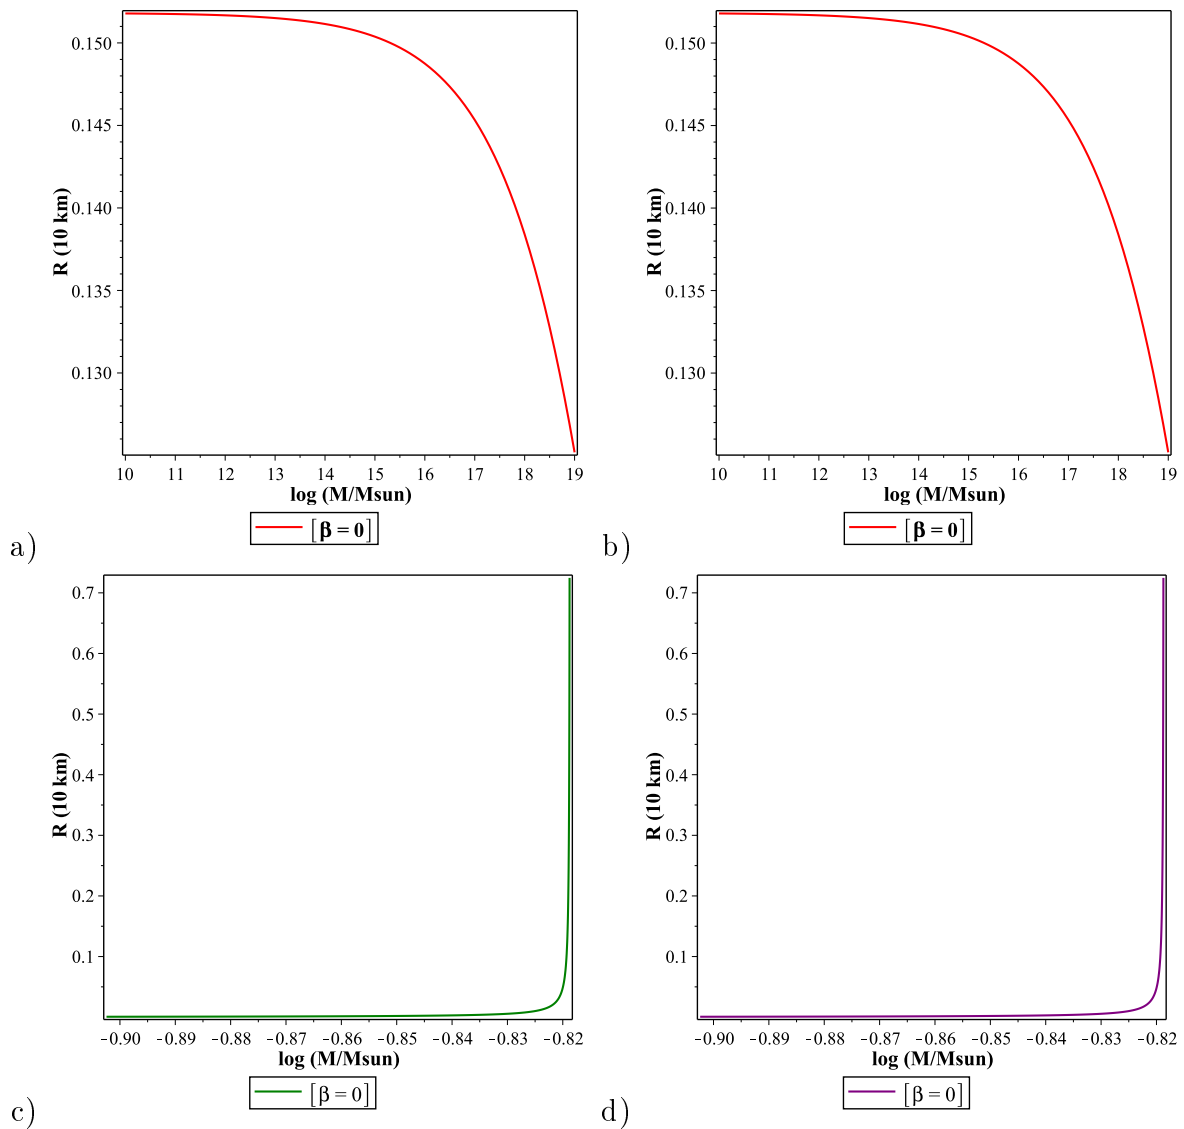 0.150
0.145
0.140
0.135
0.130
R (10 km)
10 11 12 13 14 15 16 17 18 19
log (M/Msun)
[β = 0]
a)
0.150
0.145
0.140
0.135
0.130
R (10 km)
10 11 12 13 14 15 16 17 18 19
log (M/Msun)
[β = 0]
b)
0.7
0.6
0.5
0.4
0.3
0.2
0.1
R (10 km)
−0.90 −0.89 −0.88 −0.87 −0.86 −0.85 −0.84 −0.83 −0.82
log (M/Msun)
[β = 0]
c)
0.7
0.6
0.5
0.4
0.3
0.2
0.1
R (10 km)
−0.90 −0.89 −0.88 −0.87 −0.86 −0.85 −0.84 −0.83 −0.82
log (M/Msun)
[β = 0]
d)